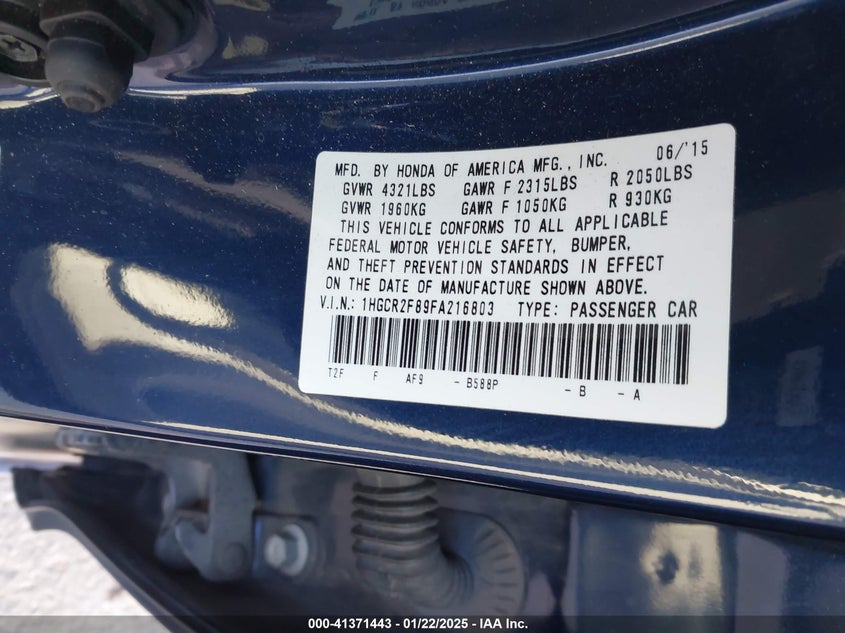 MFD. BY HONDA OF AMERICA MFG., INC. 06/'15
GVWR 4321LBS GAWR F 2315LBS R 2050LBS
GVWR 1960KG GAWR F 1050KG R 930KG
THIS VEHICLE CONFORMS TO ALL APPLICABLE
FEDERAL MOTOR VEHICLE SAFETY, BUMPER,
AND THEFT PREVENTION STANDARDS IN EFFECT
ON THE DATE OF MANUFACTURE SHOWN ABOVE.
V.I.N.: 1HGCR2F89FA216803 TYPE: PASSENGER CAR
T2F F AF9 - B588P - B - A
000-41371443 - 01/22/2025 - IAA Inc.